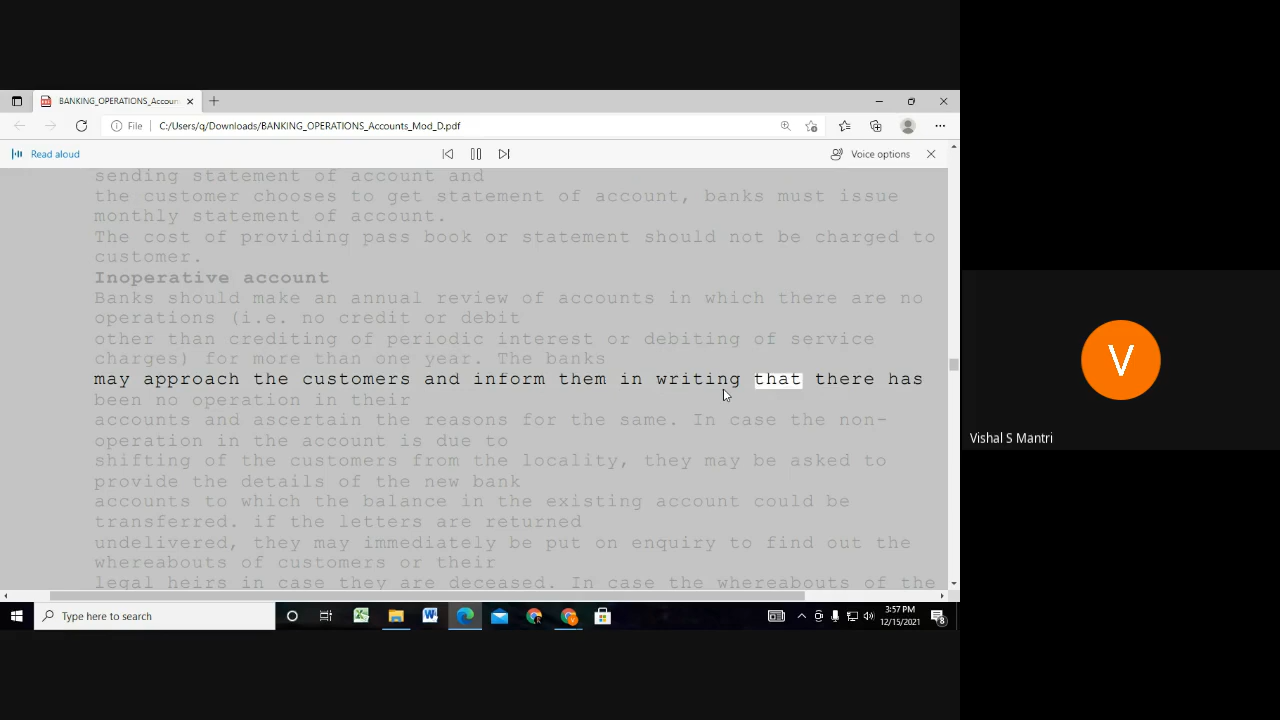 BANKING_OPERATIONS_Accoun
File C:/Users/q/Downloads/BANKING_OPERATIONS_Accounts_Mod_D.pdf
Read aloud Voice options
sending statement of account and
the customer chooses to get statement of account, banks must issue
monthly statement of account.
The cost of providing pass book or statement should not be charged to
customer.
Inoperative account
Banks should make an annual review of accounts in which there are no
operations (i.e. no credit or debit
other than crediting of periodic interest or debiting of service
charges) for more than one year. The banks
may approach the customers and inform them in writing that there has
been no operation in their
accounts and ascertain the reasons for the same. In case the non-
operation in the account is due to
shifting of the customers from the locality, they may be asked to
provide the details of the new bank
accounts to which the balance in the existing account could be
transferred. if the letters are returned
undelivered, they may immediately be put on enquiry to find out the
whereabouts of customers or their
legal heirs in case they are deceased. In case the whereabouts of the
V
Vishal S Mantri
Type here to search
3:57 PM
12/15/2021
8